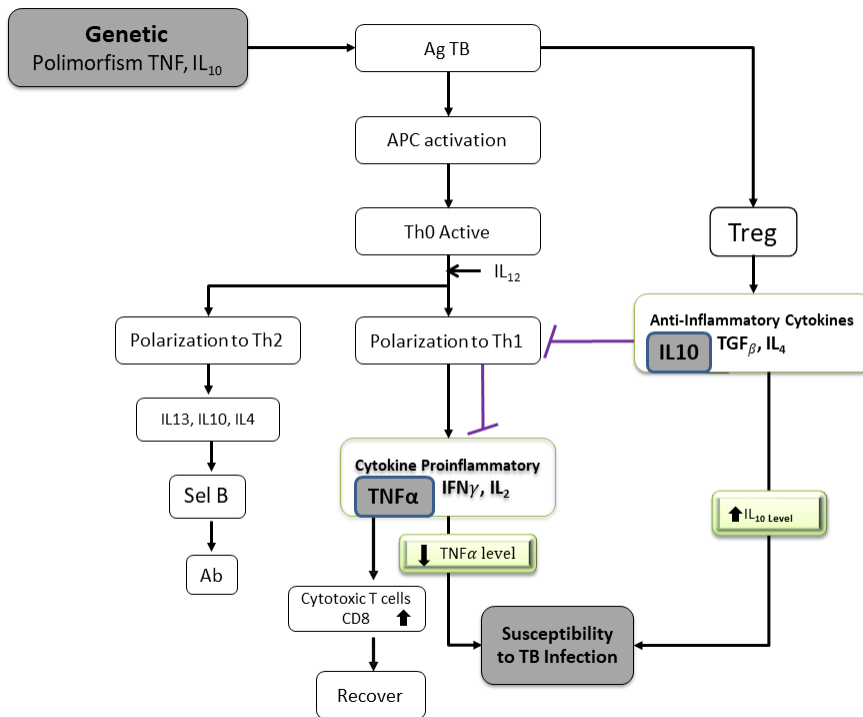 Genetic
Polimorfism TNF, IL10
Ag TB
APC activation
Th0 Active
IL12
Treg
Polarization to Th2
Polarization to Th1
Anti-Inflammatory Cytokines
IL10
TGFβ, IL4
IL13, IL10, IL4
Cytokine Proinflammatory
TNFα
IFNγ, IL2
Sel B
IL10 Level
TNFα level
Ab
Cytotoxic T cells
CD8
Susceptibility
to TB Infection
Recover